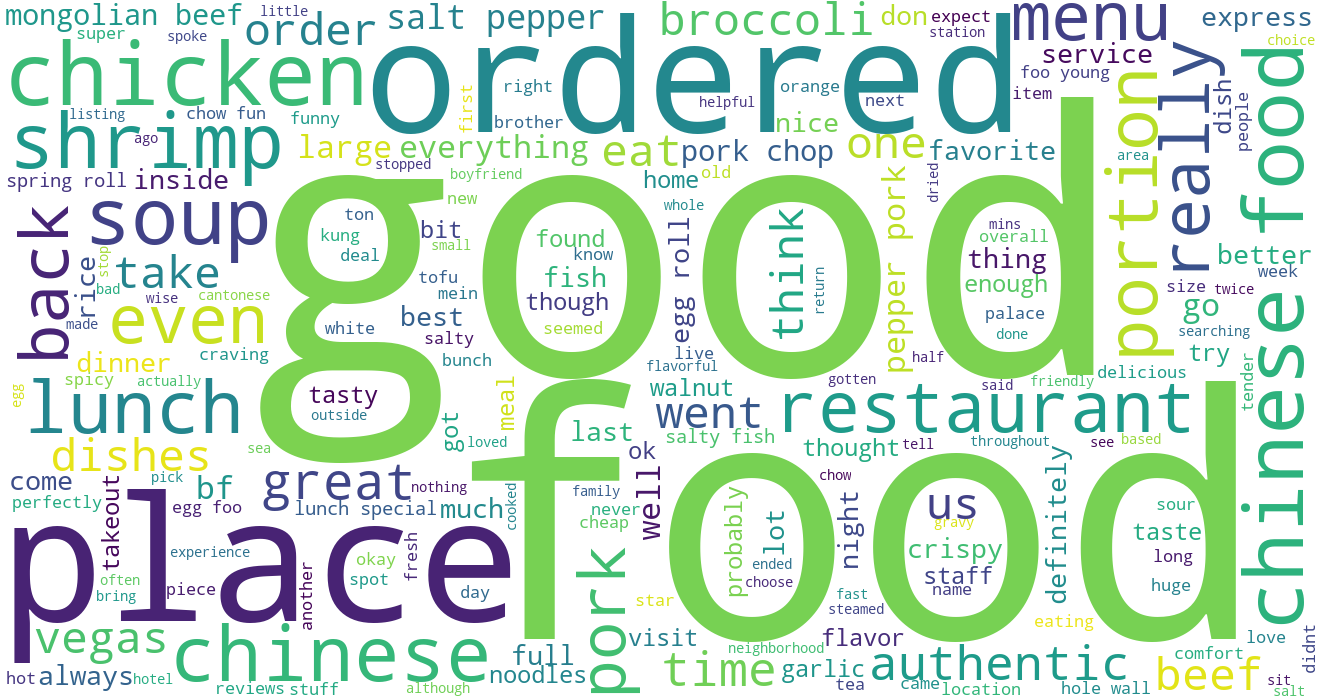 mongolian beef
little
salt pepper
broccoli
don
expect
menu
express
super
spoke
order
ordered
station
service
choice
chicken
right
orange
foo young
helpful
next
item
listing
chow fun
funny
first
brother
nice
dish
people
really
shrimp
ago
large
everything
eat
pork chop
one
favorite
portion
area
chinese food
stopped
spring roll
inside
boyfriend
home
old
pepper pork
dried
back
soup
good
new
whole
ton
kung
deal
bit
small
found
know
fish
though
seemed
think
return
mins
overall
thing
enough
palace
done
better
week
rice
stop
bad
take
tofu
mein
egg roll
size
twice
wise
cantonese
made
even
white
best
salty
go
searching
dinner
craving
bunch
live
flavorful
half
try
egg
spicy
actually
tasty
outside
meal
walnut
gotten
said
friendly
delicious
tender
lunch
got
loved
food
last
went
restaurant
salty fish
thought
tell
throughout
see
based
dishes
sea
ok
come
pick
bf
great
nothing
well
chow
definitely
perfectly
takeout
egg foo
lunch special
much
cooked
family
never
cheap
probably
lot
night
us
gravy
sour
taste
place
experience
okay
spot
fresh
ended
choose
crispy
staff
name
long
huge
often
bring
piece
another
day
pork
star
fast
steamed
eating
vegas
chinese
full
visit
neighborhood
flavor
love
didnt
hot
always
hotel
reviews
stuff
although
noodles
time
garlic
tea
authentic
came
location
hole wall
beef
comfort
sit
salt